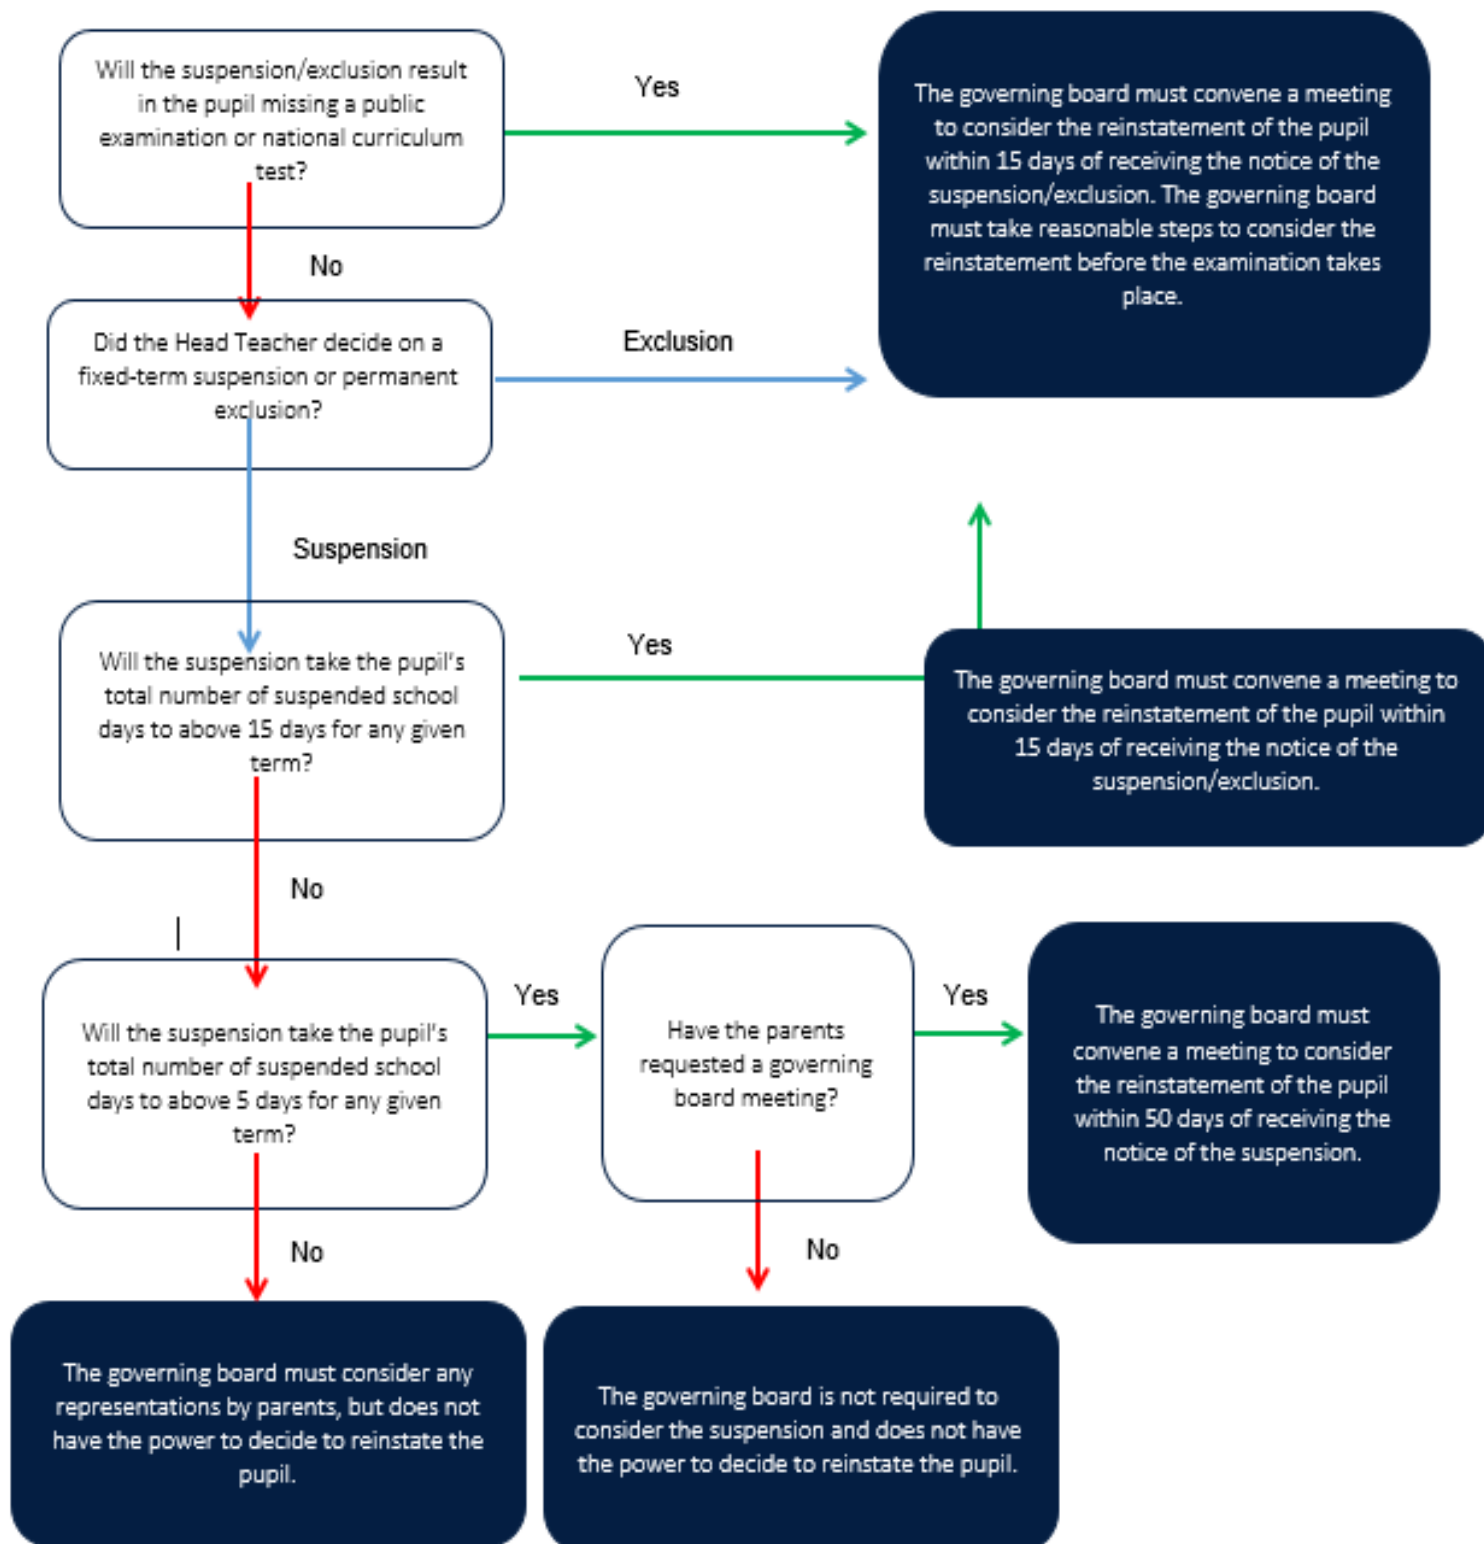 Will the suspension/exclusion result
in the pupil missing a public
examination or national curriculum
test?
Yes
The governing board must convene a meeting
to consider the reinstatement of the pupil
within 15 days of receiving the notice of the
suspension/exclusion. The governing board
must take reasonable steps to consider the
reinstatement before the examination takes
place.
No
Did the Head Teacher decide on a
fixed-term suspension or permanent
exclusion?
Exclusion
Suspension
Will the suspension take the pupil's
total number of suspended school
days to above 15 days for any given
term?
Yes
The governing board must convene a meeting to
consider the reinstatement of the pupil within
15 days of receiving the notice of the
suspension/exclusion.
No
Will the suspension take the pupil's
total number of suspended school
days to above 5 days for any given
term?
Yes
Have the parents
requested a governing
board meeting?
Yes
The governing board must
convene a meeting to consider
the reinstatement of the pupil
within 50 days of receiving the
notice of the suspension.
No
No
The governing board must consider any
representations by parents, but does not
have the power to decide to reinstate the
pupil.
The governing board is not required to
consider the suspension and does not have
the power to decide to reinstate the pupil.